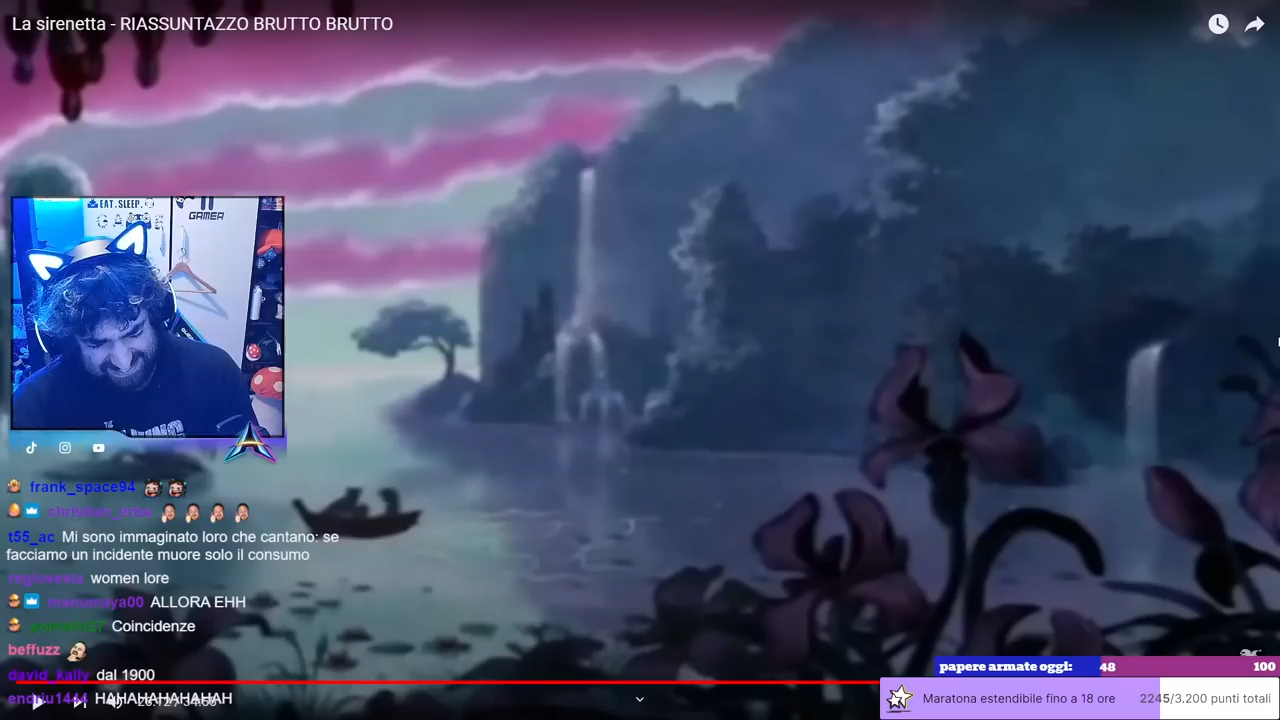 La sirenetta - RIASSUNTAZZO BRUTTO BRUTTO
EAT.SLEEP.
GAMER
frank_space94
t55_ac Mi sono immaginato loro che cantano: se
facciamo un incidente muore solo il consumo
women lore
manumaya00 ALLORA EHH
Coincidenze
beffuzz
david_kally dal 1900
endriu1444 HAHAHAHAHAHAH
papere armate oggi: 48 100
Maratona estendibile fino a 18 ore 2245/3.200 punti totali